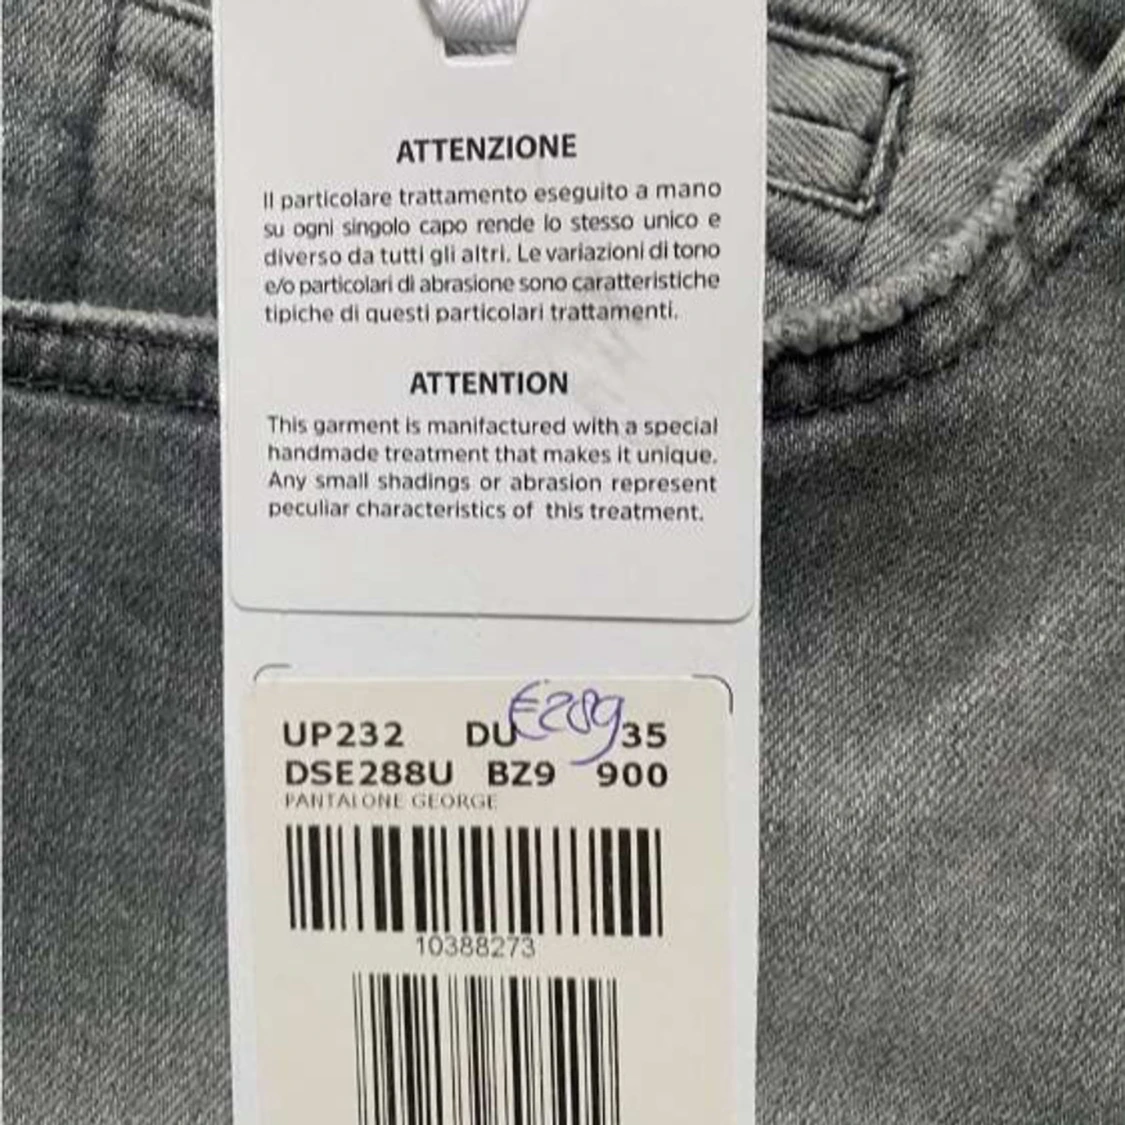 ATTENZIONE
Il particolare trattamento eseguito a mano
su ogni singolo capo rende lo stesso unico e
diverso da tutti gli altri. Le variazioni di tono
e/o particolari di abrasione sono caratteristiche
tipiche di questi particolari trattamenti.
ATTENTION
This garment is manifactured with a special
handmade treatment that makes it unique.
Any small shadings or abrasion represent
peculiar characteristics of this treatment.
€289
UP232 DU 35
DSE288U BZ9 900
PANTALONE GEORGE
10388273